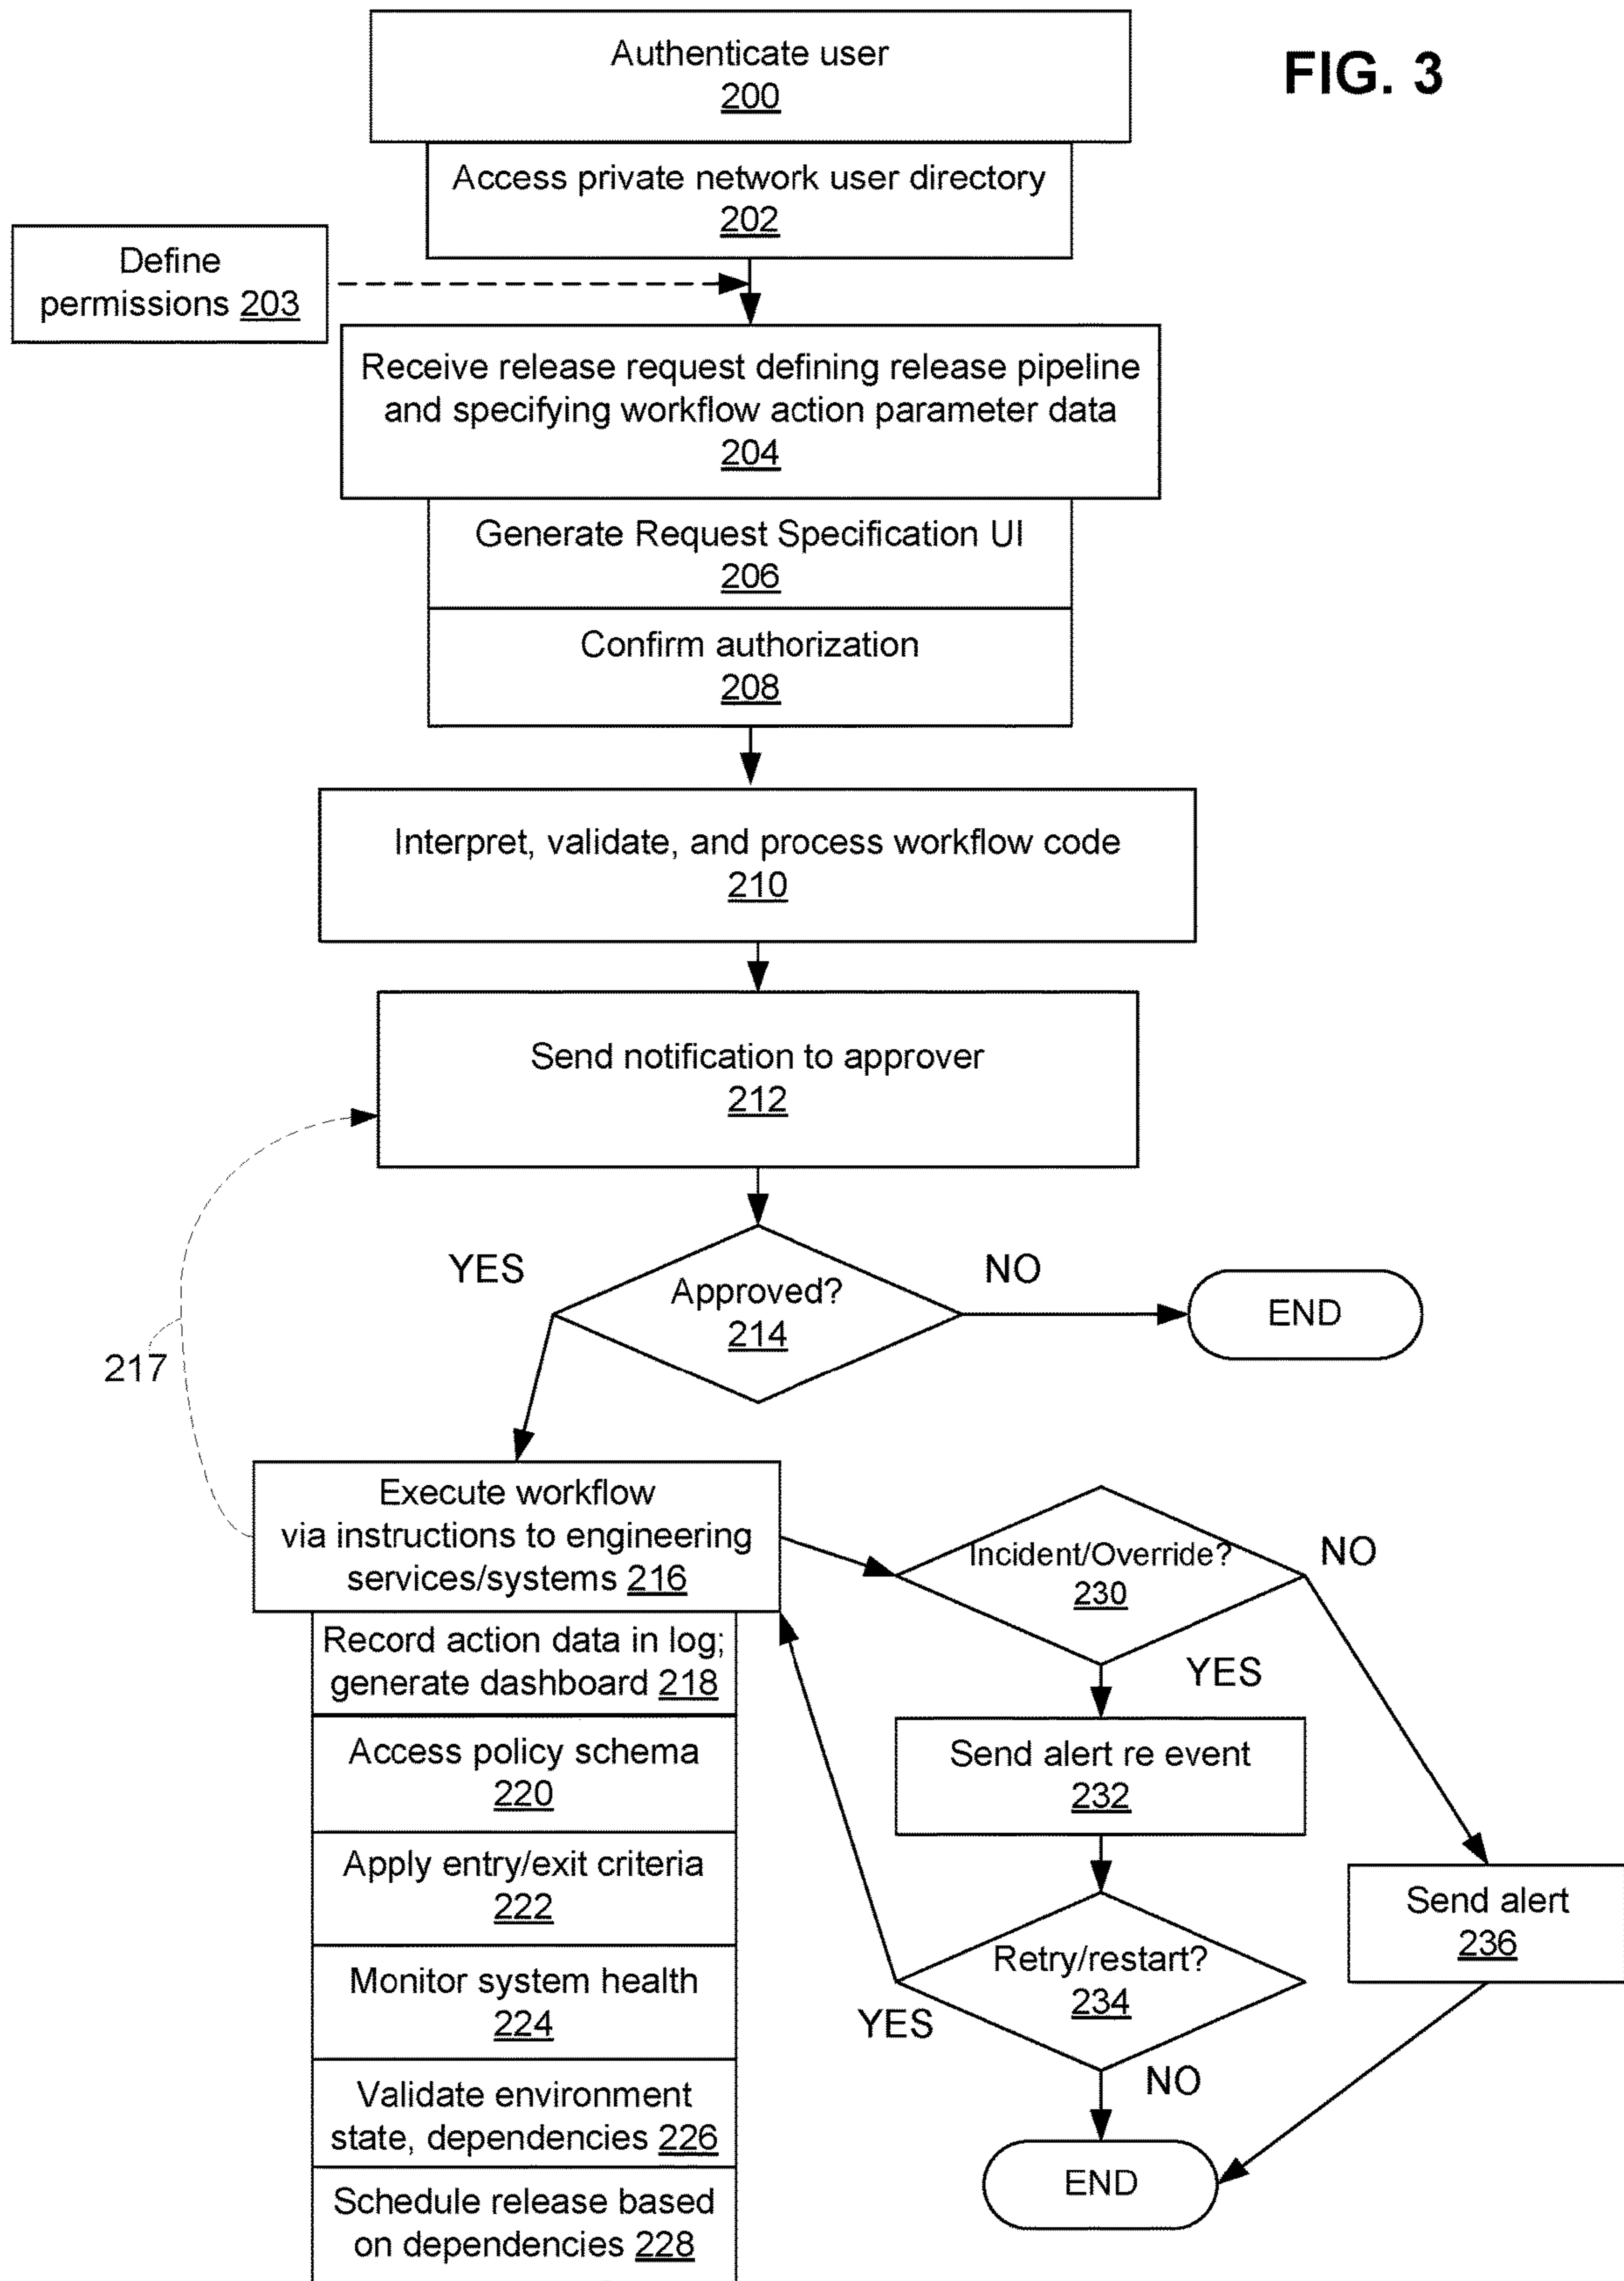 FIG. 3
Authenticate user
200
Access private network user directory
202
Define
permissions 203
Receive release request defining release pipeline
and specifying workflow action parameter data
204
Generate Request Specification UI
206
Confirm authorization
208
Interpret, validate, and process workflow code
210
Send notification to approver
212
YES
Approved?
214
NO
END
217
Execute workflow
via instructions to engineering
services/systems 216
Incident/Override?
230
NO
YES
Record action data in log;
generate dashboard 218
Access policy schema
220
Apply entry/exit criteria
222
Monitor system health
224
Validate environment
state, dependencies 226
Schedule release based
on dependencies 228
Send alert re event
232
Retry/restart?
234
YES
NO
Send alert
236
END